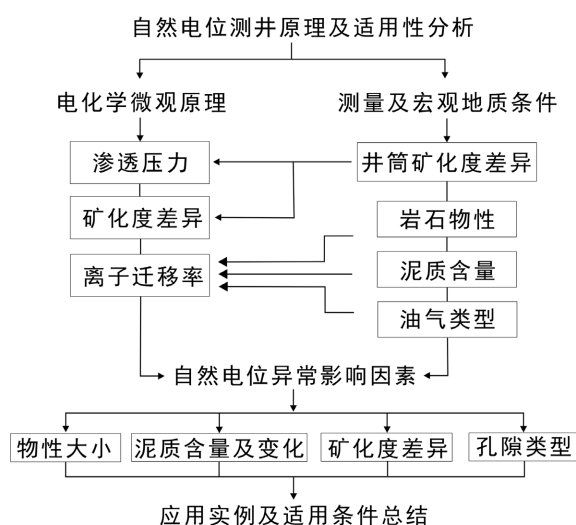 自然电位测井原理及适用性分析
电化学微观原理
测量及宏观地质条件
渗透压力
井筒矿化度差异
矿化度差异
岩石物性
离子迁移率
泥质含量
油气类型
自然电位异常影响因素
物性大小
泥质含量及变化
矿化度差异
孔隙类型
应用实例及适用条件总结